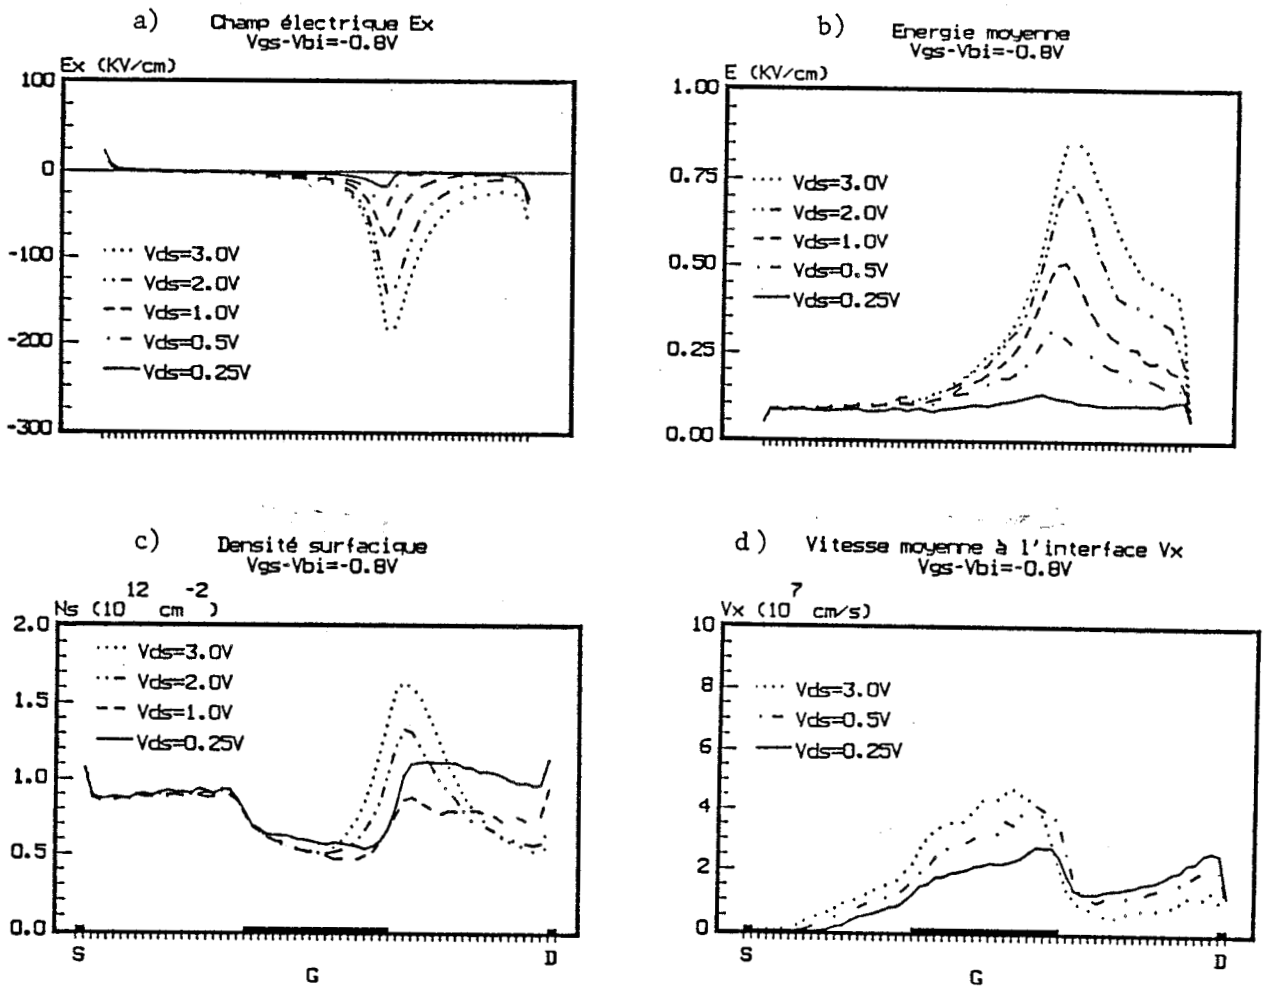 a) Champ électrique Ex
Vgs-Vbi=-0.8V
Ex (KV/cm)
100
0
-100
-200
-300
Vds=3.0V
Vds=2.0V
Vds=1.0V
Vds=0.5V
Vds=0.25V
b) Energie moyenne
Vgs-Vbi=-0.8V
E (KV/cm)
1.00
0.75
0.50
0.25
0.00
Vds=3.0V
Vds=2.0V
Vds=1.0V
Vds=0.5V
Vds=0.25V
c) Densité surfacique
Vgs-Vbi=-0.8V
Ns (10^12 cm^-2)
2.0
1.5
1.0
0.5
0.0
Vds=3.0V
Vds=2.0V
Vds=1.0V
Vds=0.25V
S
G
D
d) Vitesse moyenne à l'interface Vx
Vgs-Vbi=-0.8V
Vx (10^7 cm/s)
10
8
6
4
2
0
Vds=3.0V
Vds=0.5V
Vds=0.25V
S
G
D